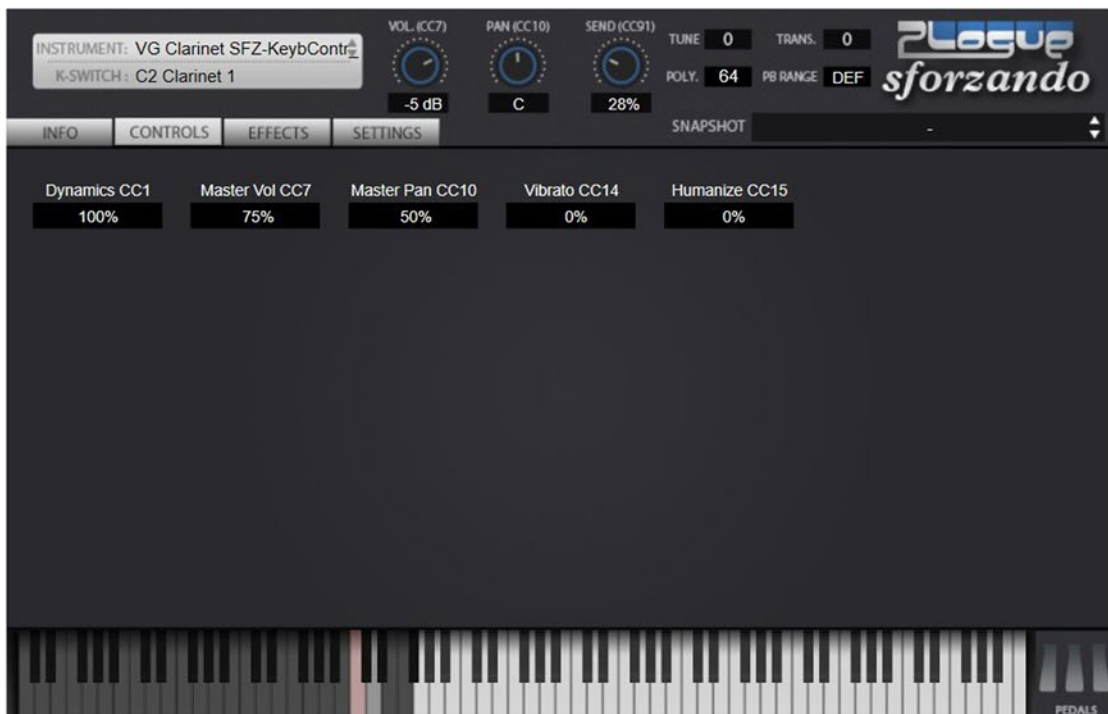 INSTRUMENT: VG Clarinet SFZ-KeybContr
K-SWITCH: C2 Clarinet 1
VOL. (CC7)
-5 dB
PAN (CC10)
C
SEND (CC91)
28%
TUNE 0 TRANS. 0
POLY. 64 PB RANGE DEF
Plogue
sforzando
INFO CONTROLS EFFECTS SETTINGS
SNAPSHOT -
Dynamics CC1 Master Vol CC7 Master Pan CC10 Vibrato CC14 Humanize CC15
100% 75% 50% 0% 0%
PEDALS